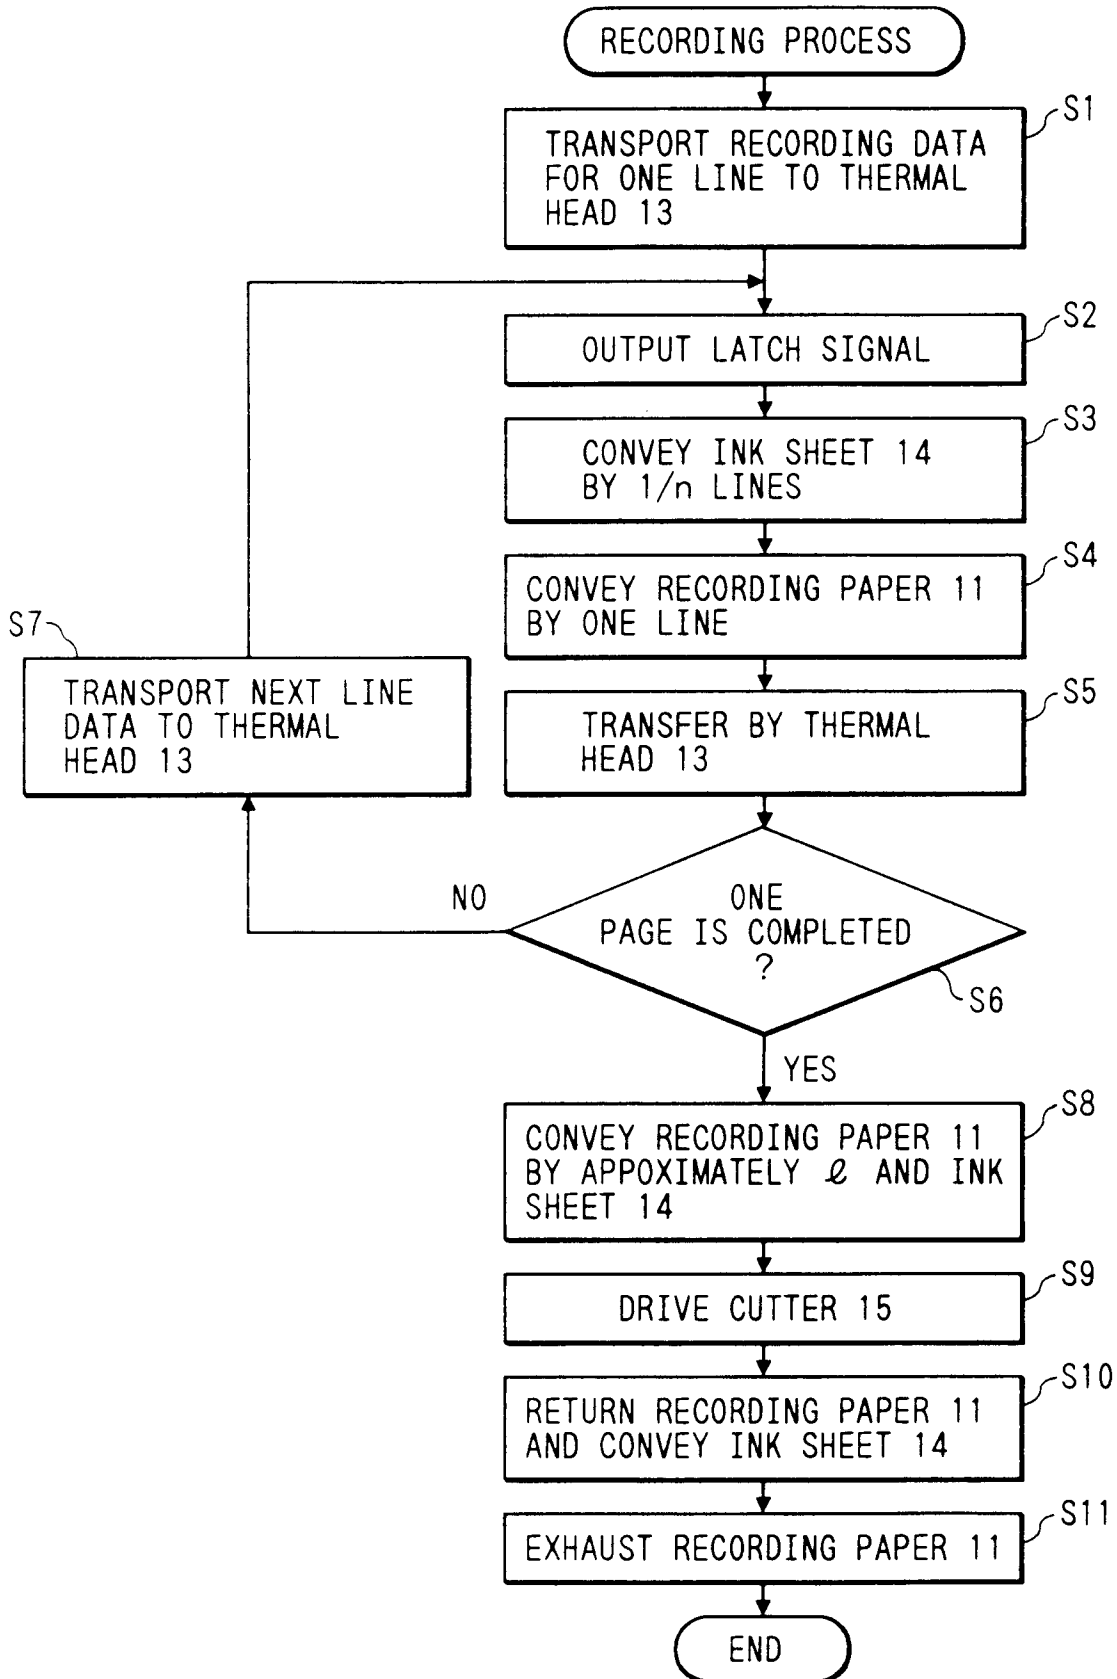 RECORDING PROCESS
S1
TRANSPORT RECORDING DATA
FOR ONE LINE TO THERMAL
HEAD 13
S2
OUTPUT LATCH SIGNAL
S3
CONVEY INK SHEET 14
BY 1/n LINES
S4
CONVEY RECORDING PAPER 11
BY ONE LINE
S7
TRANSPORT NEXT LINE
DATA TO THERMAL
HEAD 13
S5
TRANSFER BY THERMAL
HEAD 13
NO
ONE
PAGE IS COMPLETED
?
S6
YES
S8
CONVEY RECORDING PAPER 11
BY APPOXIMATELY ℓ AND INK
SHEET 14
S9
DRIVE CUTTER 15
S10
RETURN RECORDING PAPER 11
AND CONVEY INK SHEET 14
S11
EXHAUST RECORDING PAPER 11
END